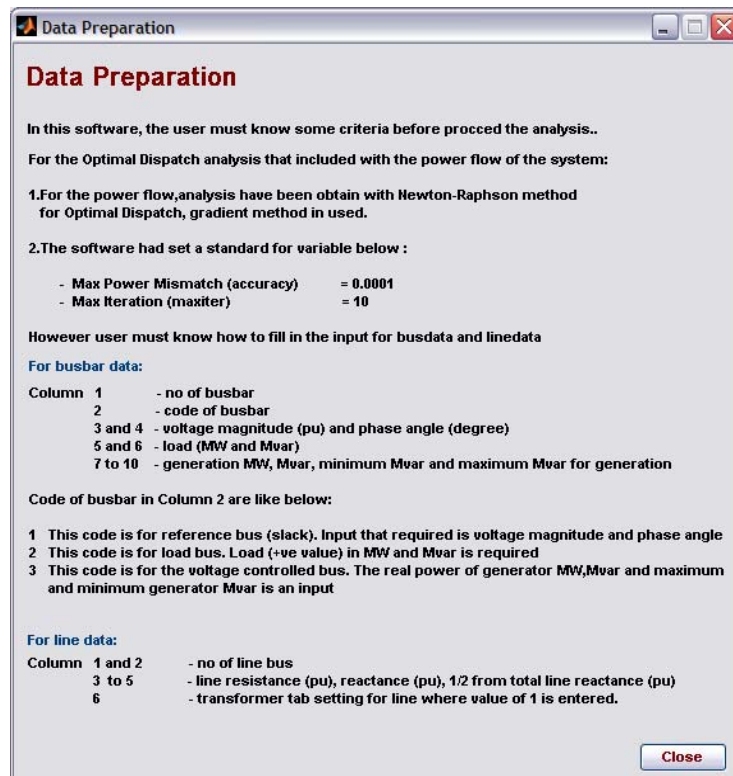 Data Preparation
Data Preparation
In this software, the user must know some criteria before procced the analysis..
For the Optimal Dispatch analysis that included with the power flow of the system:
1.For the power flow,analysis have been obtain with Newton-Raphson method
for Optimal Dispatch, gradient method in used.
2.The software had set a standard for variable below :
- Max Power Mismatch (accuracy) = 0.0001
- Max Iteration (maxiter) = 10
However user must know how to fill in the input for busdata and linedata
For busbar data:
Column 1 - no of busbar
2 - code of busbar
3 and 4 - voltage magnitude (pu) and phase angle (degree)
5 and 6 - load (MW and Mvar)
7 to 10 - generation MW, Mvar, minimum Mvar and maximum Mvar for generation
Code of busbar in Column 2 are like below:
1 This code is for reference bus (slack). Input that required is voltage magnitude and phase angle
2 This code is for load bus. Load (+ve value) in MW and Mvar is required
3 This code is for the voltage controlled bus. The real power of generator MW,Mvar and maximum
and minimum generator Mvar is an input
For line data:
Column 1 and 2 - no of line bus
3 to 5 - line resistance (pu), reactance (pu), 1/2 from total line reactance (pu)
6 - transformer tab setting for line where value of 1 is entered.
Close